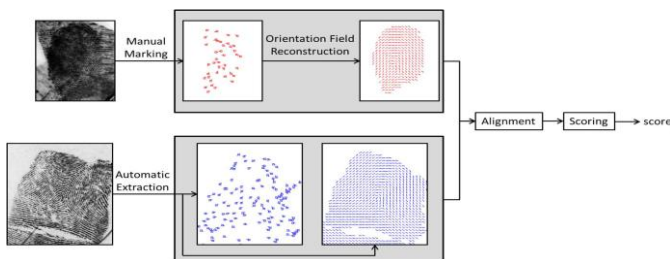 Manual
Marking
Orientation Field
Reconstruction
Alignment
Scoring
score
Automatic
Extraction